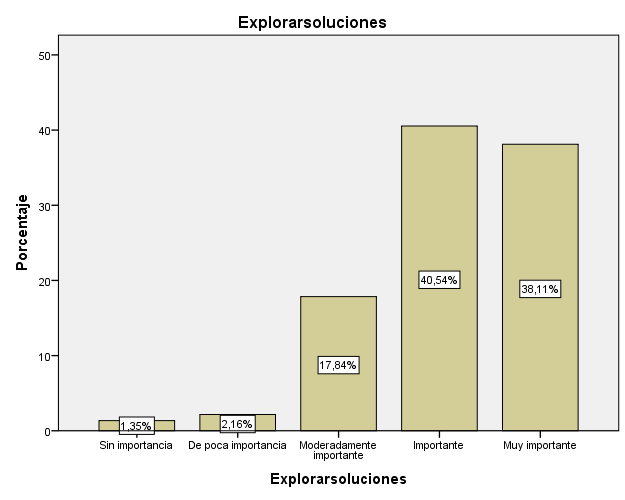 Explorarsoluciones
50
40
30
20
10
0
Porcentaje
1,35%
2,16%
17,84%
40,54%
38,11%
Sin importancia
De poca importancia
Moderadamente
importante
Importante
Muy importante
Explorarsoluciones